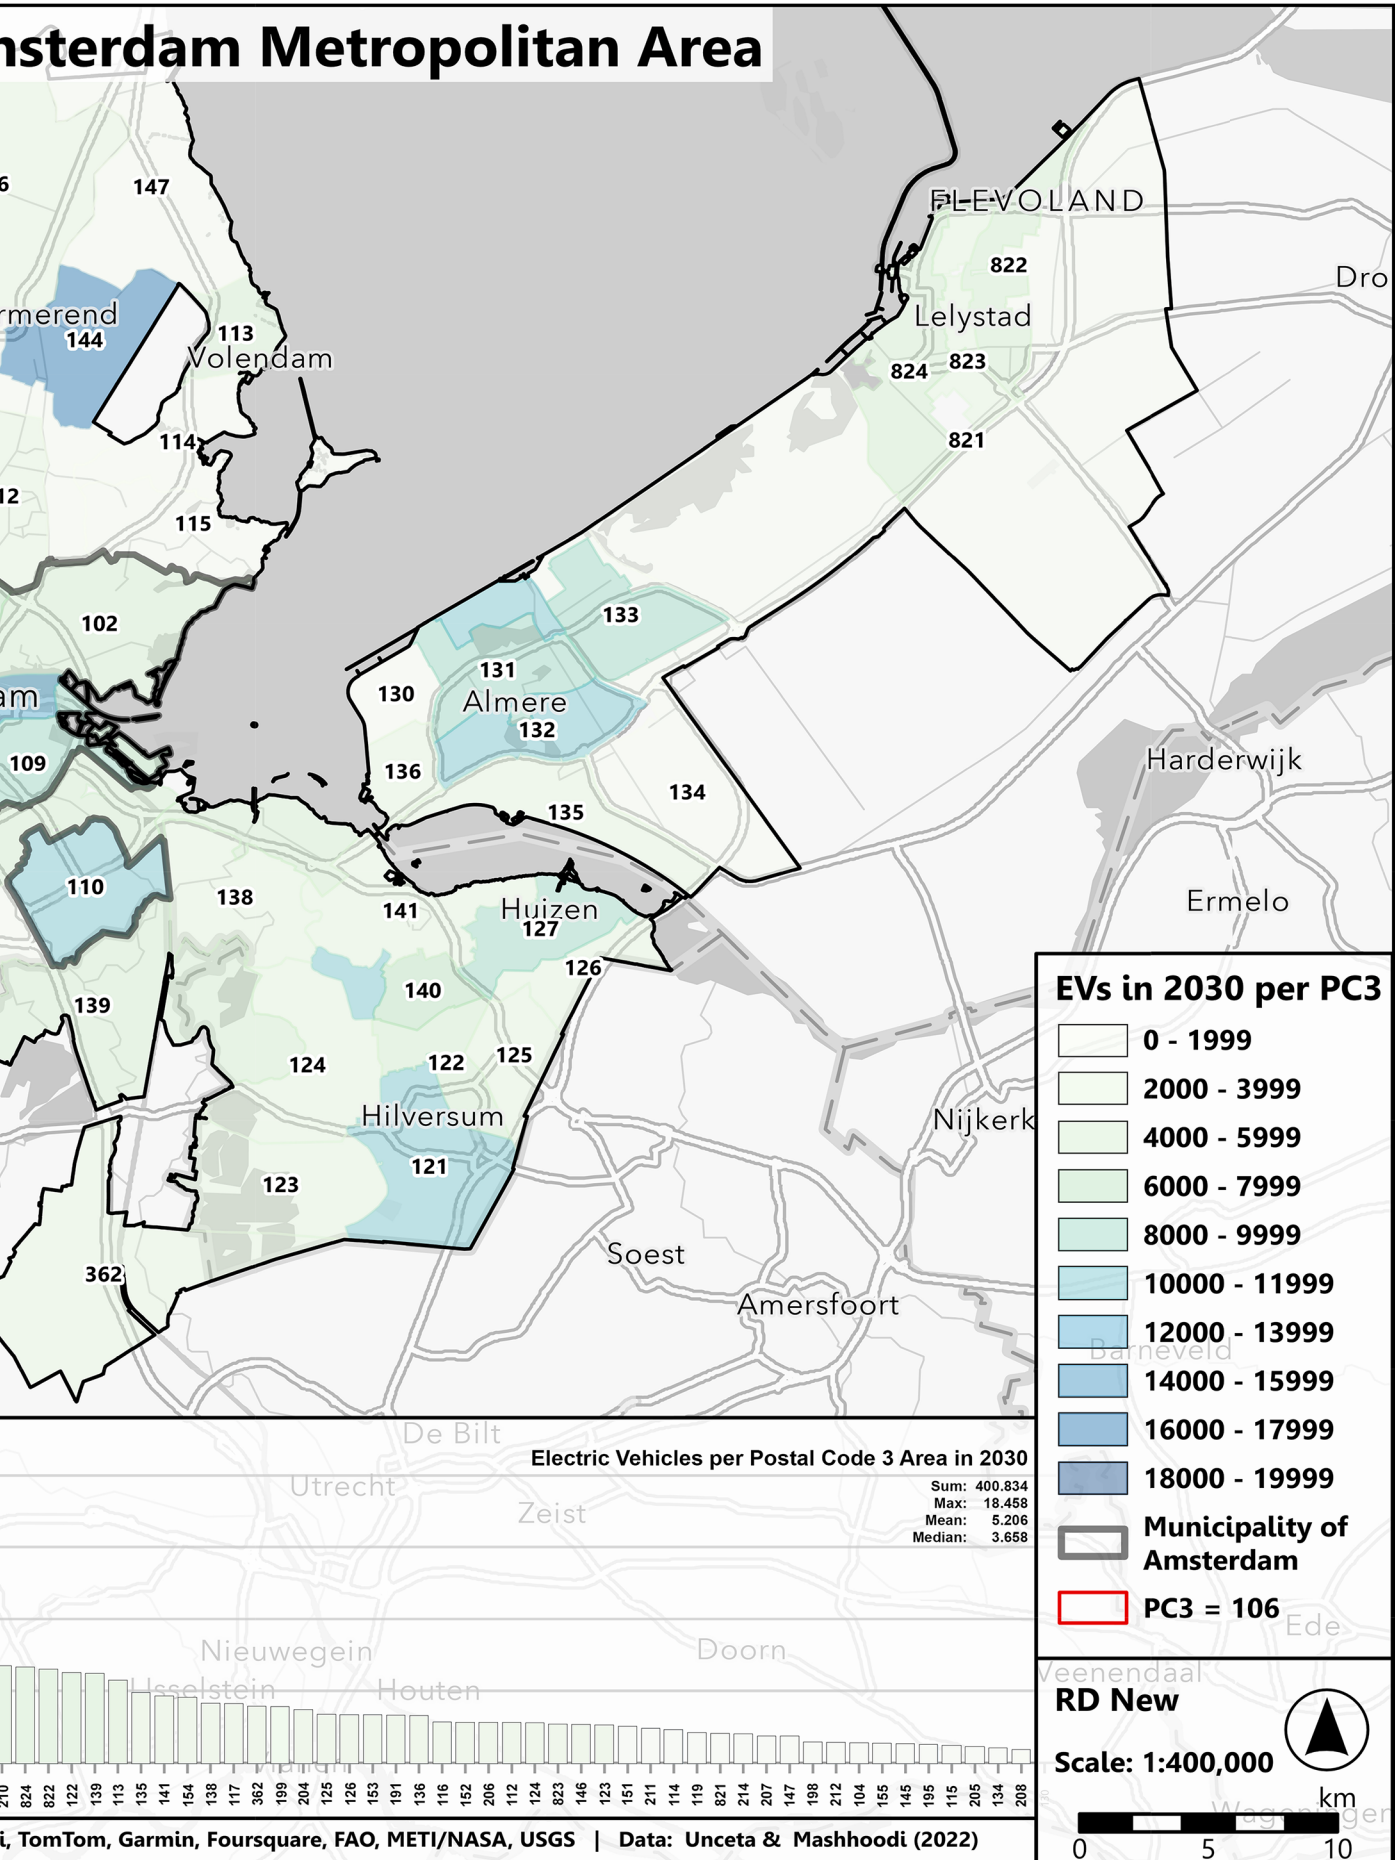 msterdam Metropolitan Area
6
147
FLEVOLAND
822
Dro
rmerend
144
113
Volendam
Lelystad
824
823
114
821
12
115
102
133
131
130
Almere
132
am
109
136
134
135
Harderwijk
110
138
141
Huizen
127
Ermelo
126
140
139
124
122
125
Hilversum
Nijkerk
121
123
362
Soest
Amersfoort
EVs in 2030 per PC3
0 - 1999
2000 - 3999
4000 - 5999
6000 - 7999
8000 - 9999
10000 - 11999
12000 - 13999
Barneveld
14000 - 15999
16000 - 17999
18000 - 19999
Municipality of
Amsterdam
PC3 = 106
Ede
De Bilt
Electric Vehicles per Postal Code 3 Area in 2030
Utrecht
Sum: 400.834
Max: 18.458
Mean: 5.206
Median: 3.658
Zeist
Nieuwegein
Doorn
IJsselstein
Houten
Vianen
Veenendaal
RD New
Scale: 1:400,000
km
Wageningen
0 5 10
210 824 822 122 139 113 135 141 154 138 117 362 199 204 125 126 153 191 136 116 152 206 112 124 823 146 123 151 211 114 119 821 214 207 147 198 212 104 155 145 195 115 205 134 208
i, TomTom, Garmin, Foursquare, FAO, METI/NASA, USGS | Data: Unceta & Mashhoodi (2022)